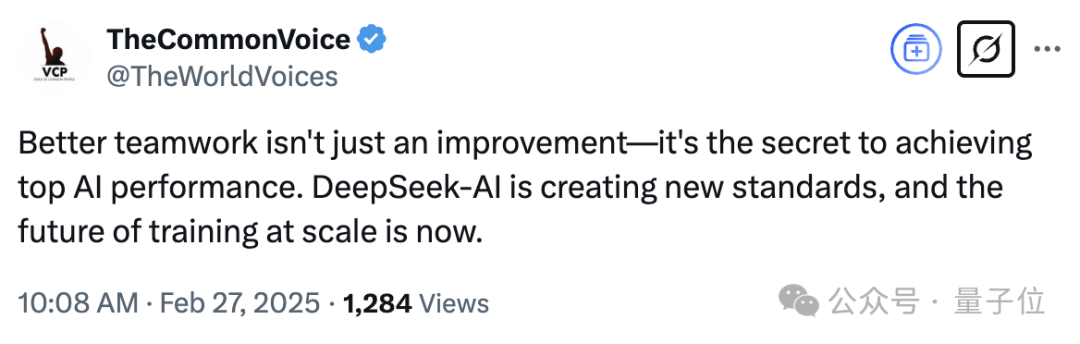 TheCommonVoice
@TheWorldVoices
VCP
Better teamwork isn't just an improvement—it's the secret to achieving
top AI performance. DeepSeek-AI is creating new standards, and the
future of training at scale is now.
10:08 AM · Feb 27, 2025 · 1,284 Views
公众号 · 量子位